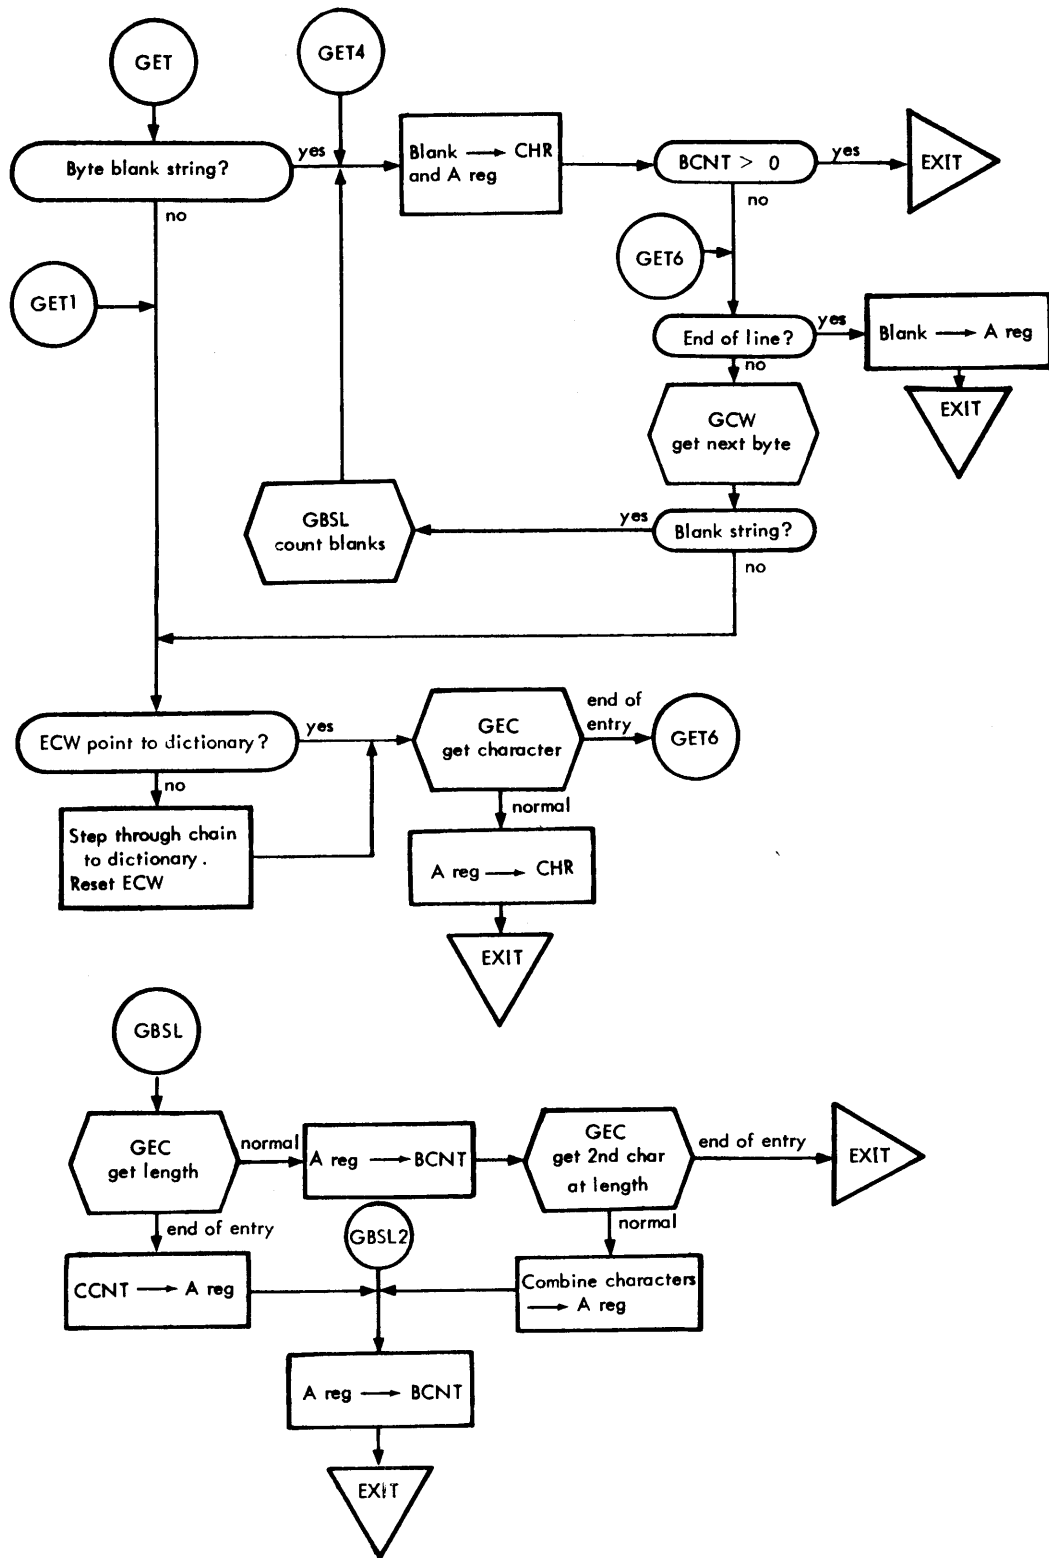 GET
GET4
Byte blank string?
yes
Blank → CHR
and A reg
BCNT > 0
yes
EXIT
no
no
GET6
GET1
End of line?
yes
Blank → A reg
no
EXIT
GCW
get next byte
GBSL
count blanks
yes
Blank string?
no
ECW point to dictionary?
yes
GEC
get character
end of
entry
GET6
no
normal
Step through chain
to dictionary.
Reset ECW
A reg → CHR
EXIT
GBSL
GEC
get length
normal
A reg → BCNT
GEC
get 2nd char
at length
end of entry
EXIT
end of entry
GBSL2
normal
CCNT → A reg
Combine characters
→ A reg
A reg → BCNT
EXIT